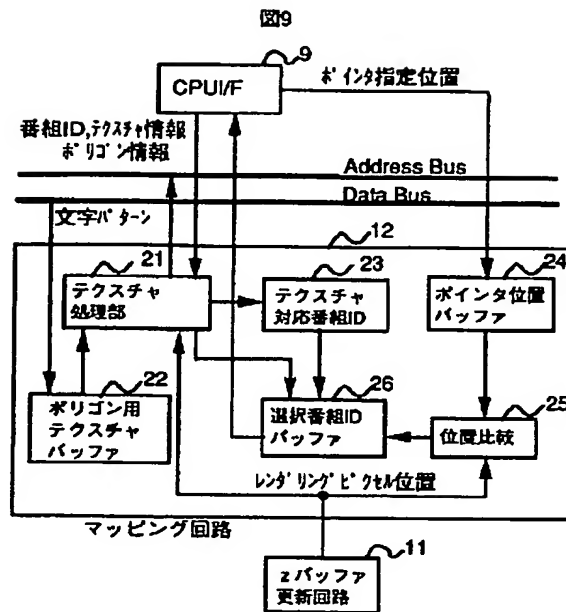 図9
9
CPUI/F
ポインタ指定位置
番組ID,テクスチャ情報
ポリゴン情報
Address Bus
Data Bus
文字パターン
12
21
23
24
テクスチャ
処理部
テクスチャ
対応番組ID
ポインタ位置
バッファ
22
26
25
ポリゴン用
テクスチャ
バッファ
選択番組ID
バッファ
位置比較
レンダリングピクセル位置
マッピング回路
11
zバッファ
更新回路